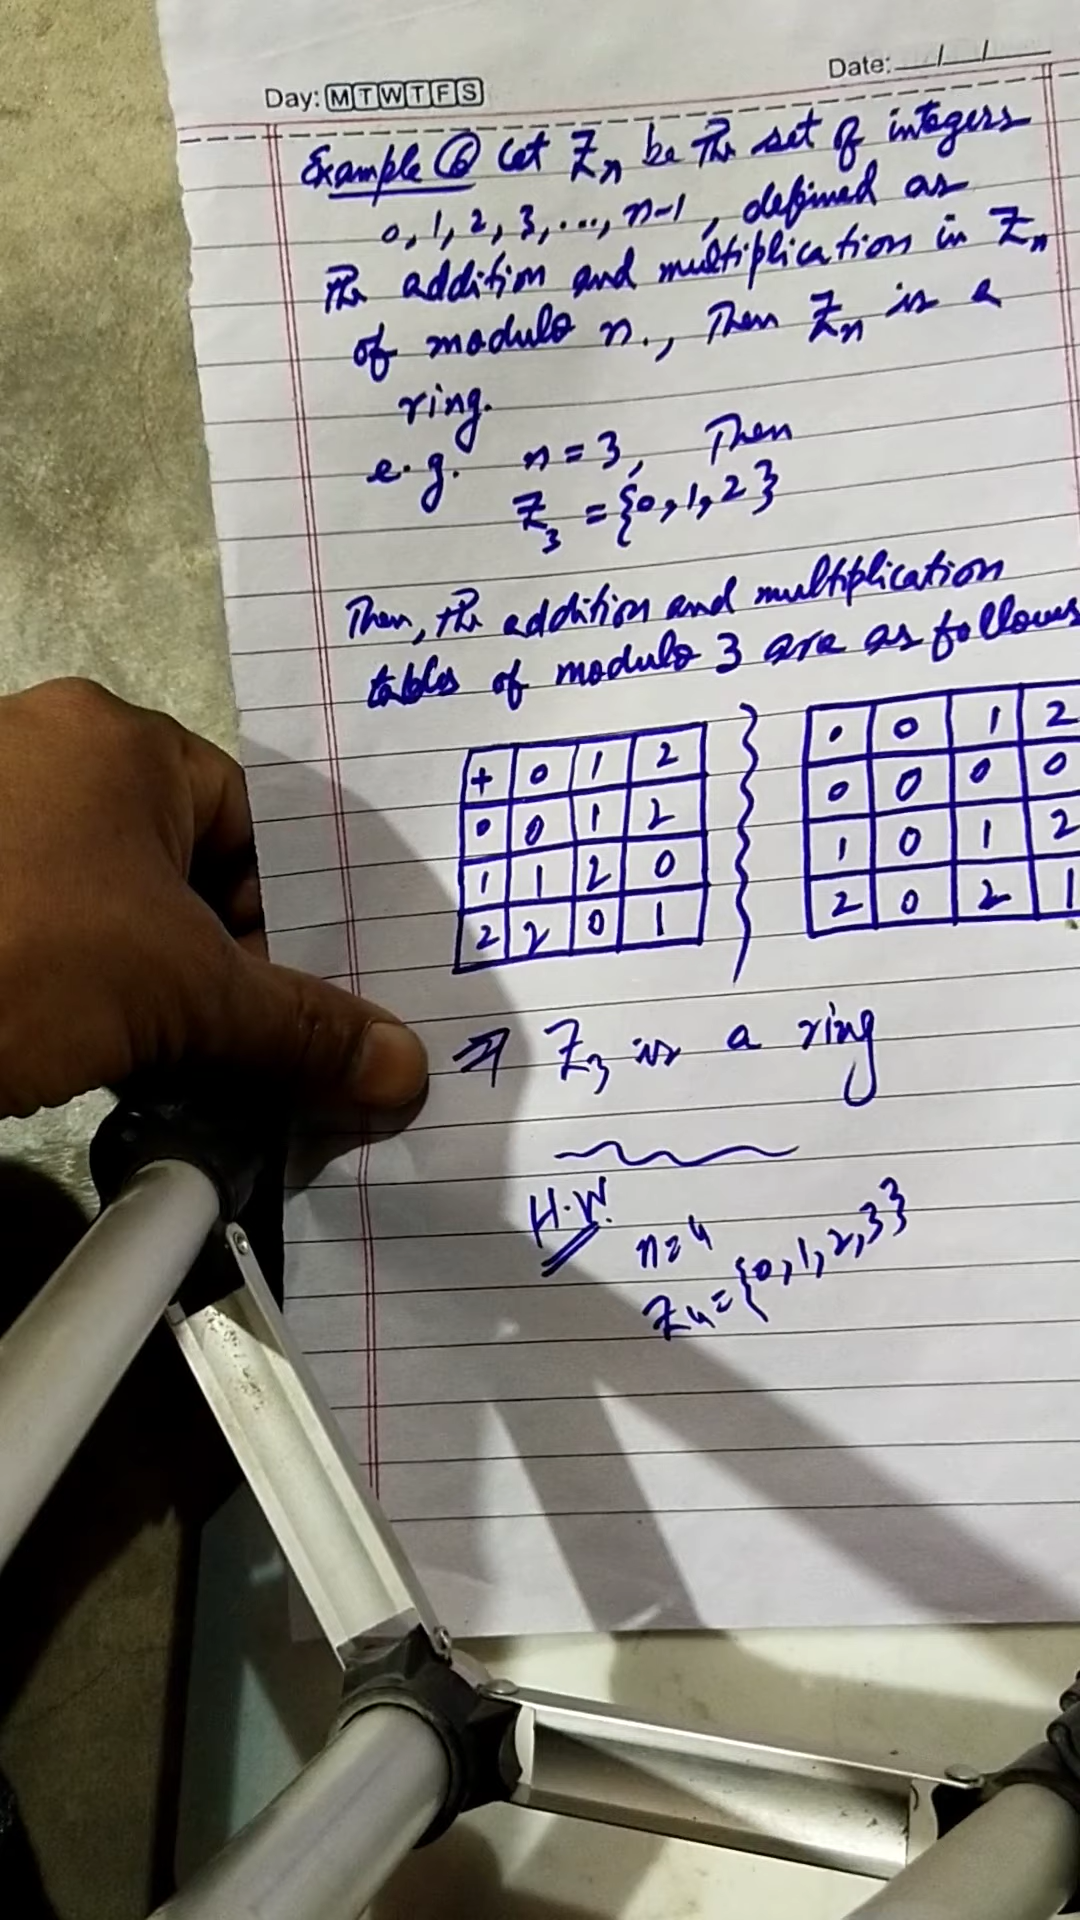 Day: M T W T F S
Date: __/__/__
Example ⑥ Let Zn be the set of integers
0, 1, 2, 3, ..., n-1, defined as
the addition and multiplication in Zn
of modulo n., Then Zn is a
ring.
e.g. n = 3, Then
Z3 = {0, 1, 2}
Then, the addition and multiplication
tables of modulo 3 are as follows
+ 0 1 2
0 0 1 2
1 1 2 0
2 2 0 1
• 0 1 2
0 0 0 0
1 0 1 2
2 0 2 1
⇒ Z3 is a ring
H.W.
n=4
Z4={0,1,2,3}